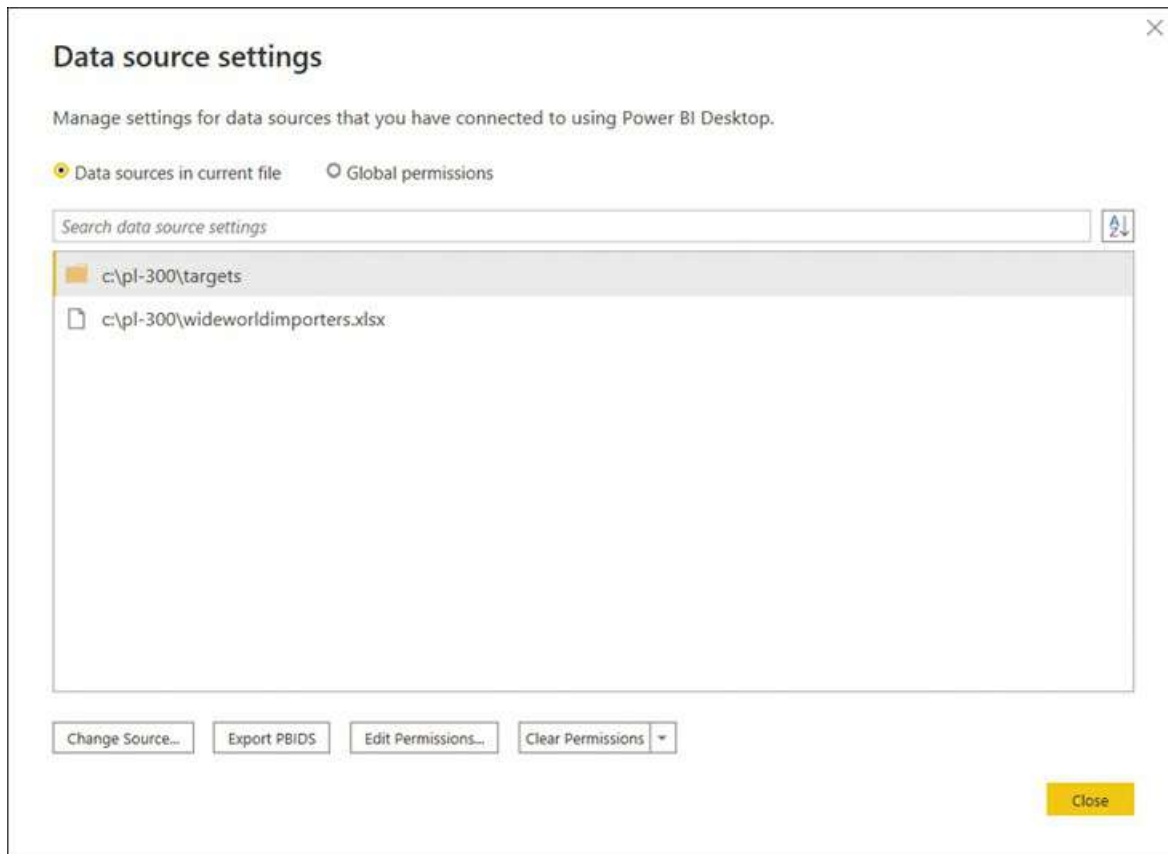 Data source settings
Manage settings for data sources that you have connected to using Power BI Desktop.
Data sources in current file Global permissions
Search data source settings
c:\pl-300\targets
c:\pl-300\wideworldimporters.xlsx
Change Source... Export PBIDS Edit Permissions... Clear Permissions
Close